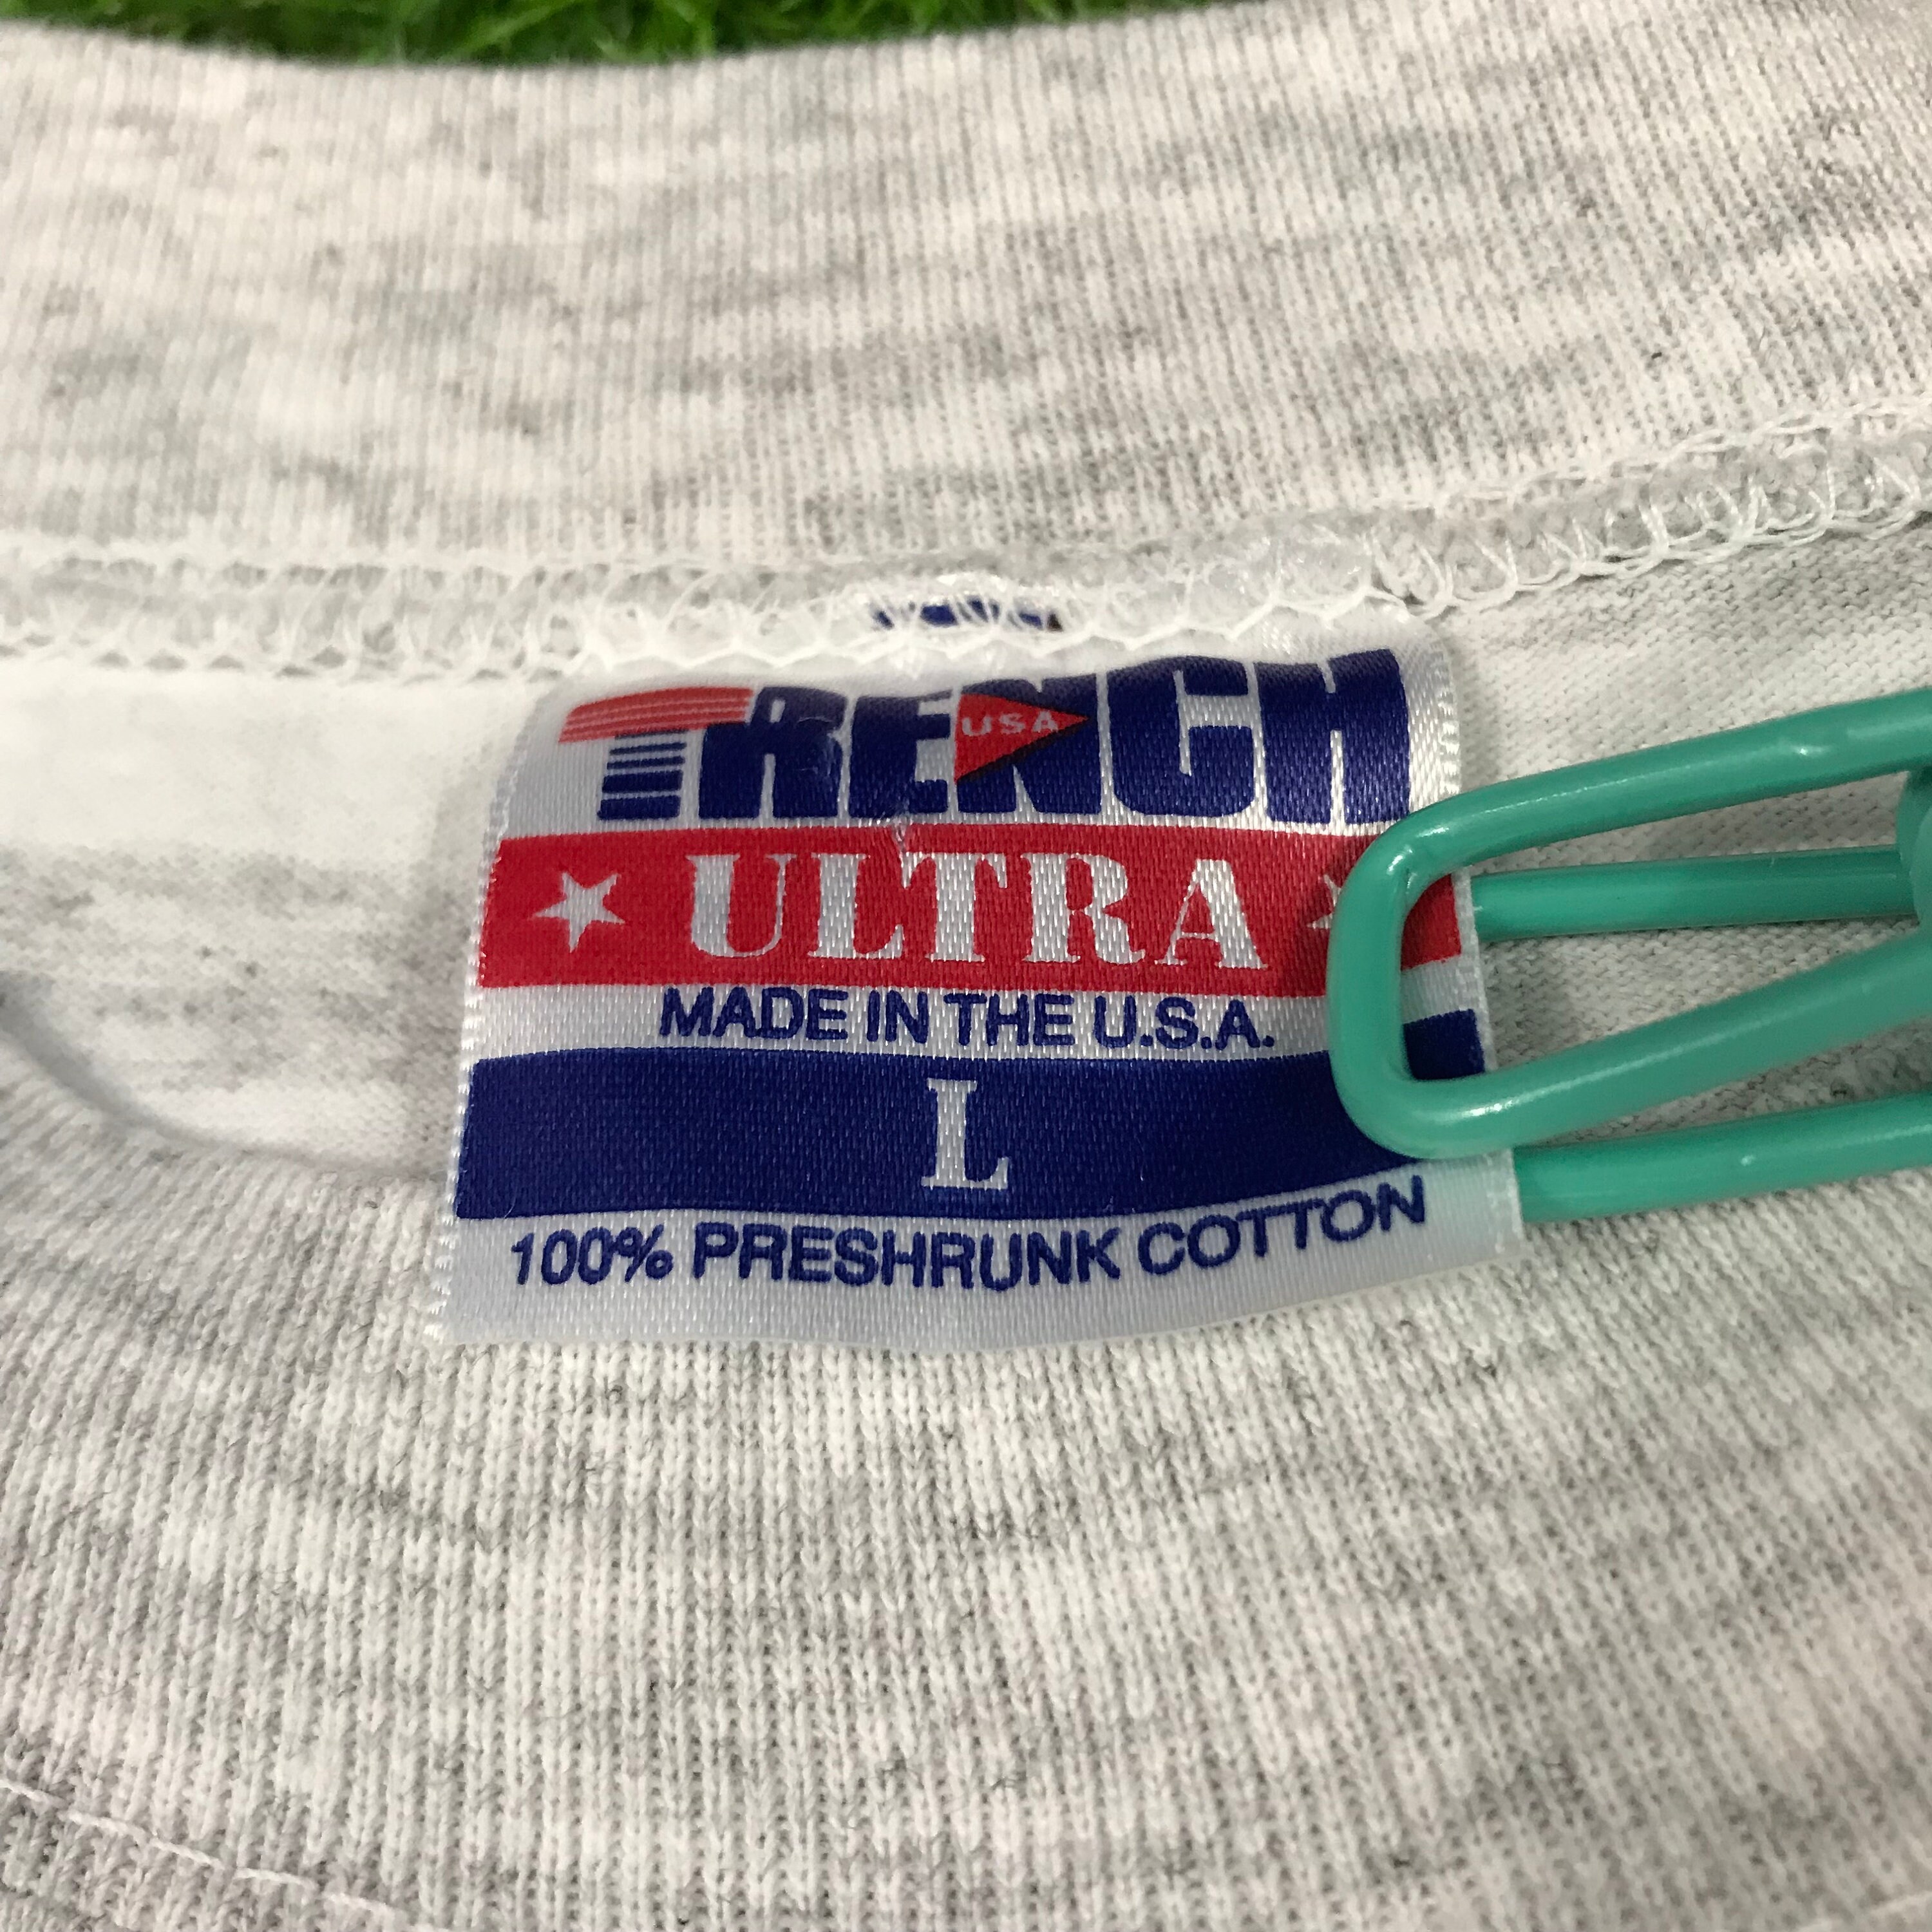 TRENCH
USA
ULTRA
MADE IN THE U.S.A.
L
100% PRESHRUNK COTTON